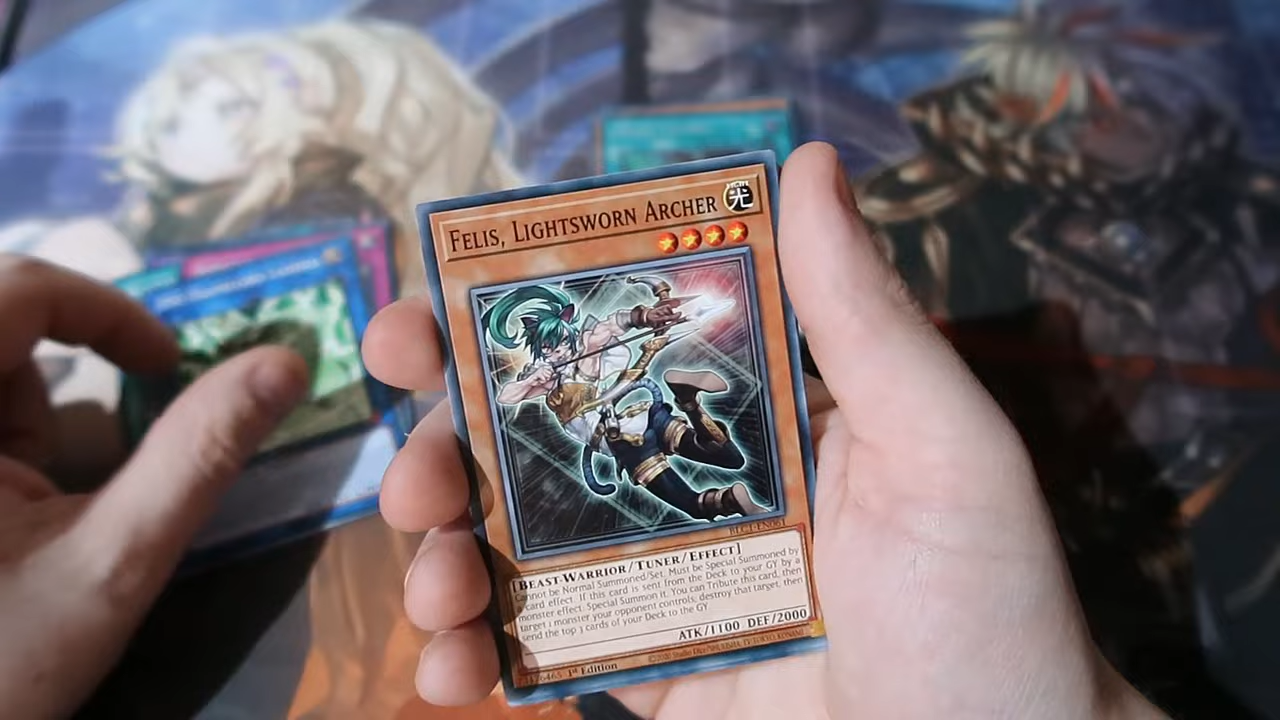 FELIS, LIGHTSWORN ARCHER
光
BLC1-EN061
[BEAST-WARRIOR/TUNER/EFFECT]
Cannot be Normal Summoned/Set. Must be Special Summoned by
a card effect. If this card is sent from the Deck to your GY by a
monster effect: Special Summon it. You can Tribute this card, then
target 1 monster your opponent controls; destroy that target, then
send the top 3 cards of your Deck to the GY.
ATK/1100 DEF/2000
1st Edition